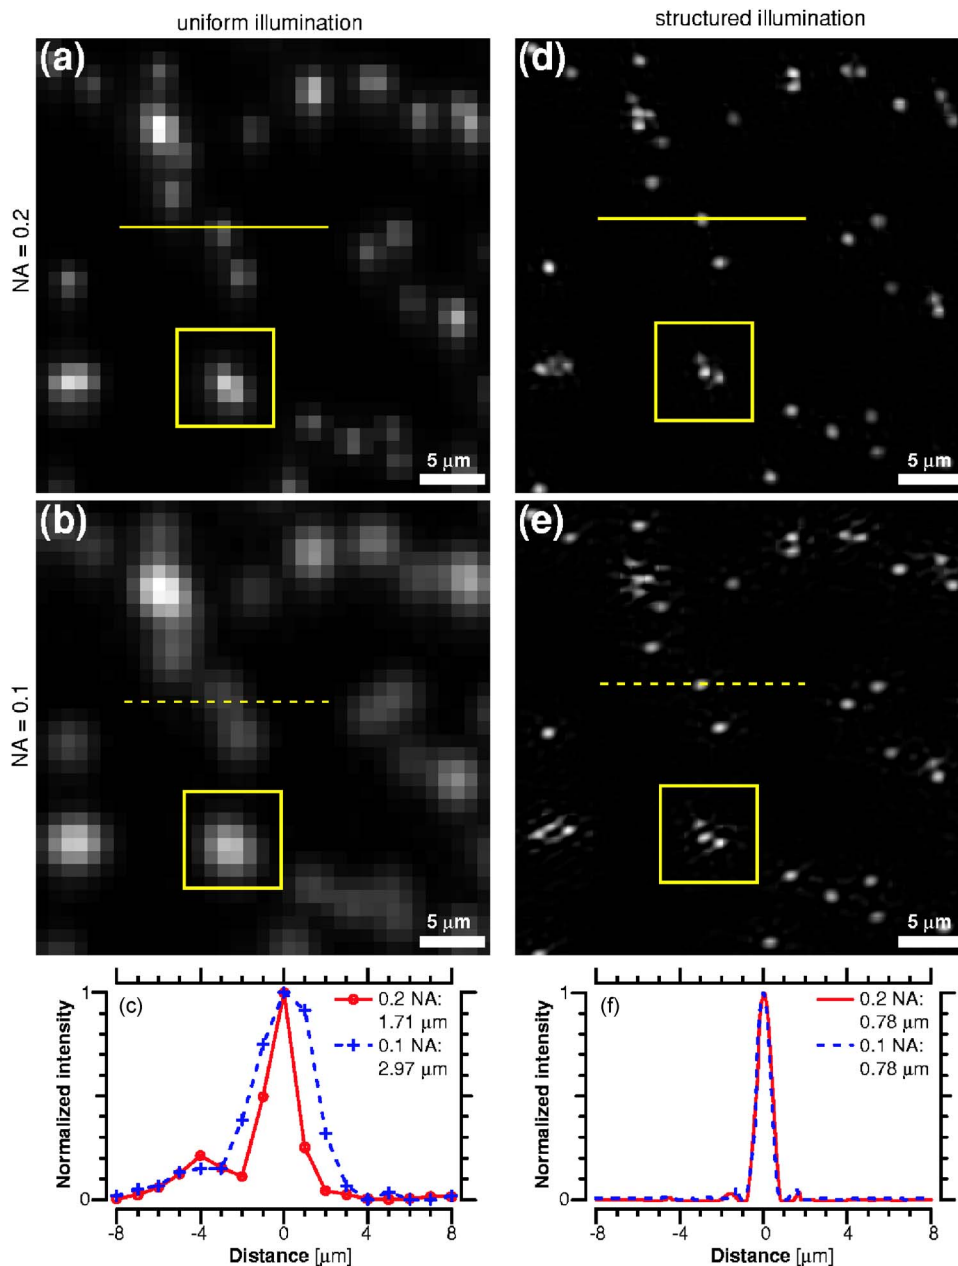 uniform illumination
structured illumination
NA = 0.2
(a)
5 μm
(d)
5 μm
NA = 0.1
(b)
5 μm
(e)
5 μm
Normalized intensity
1
0
(c)
0.2 NA:
1.71 μm
0.1 NA:
2.97 μm
-8 -4 0 4 8
Distance [μm]
Normalized intensity
1
0
(f)
0.2 NA:
0.78 μm
0.1 NA:
0.78 μm
-8 -4 0 4 8
Distance [μm]